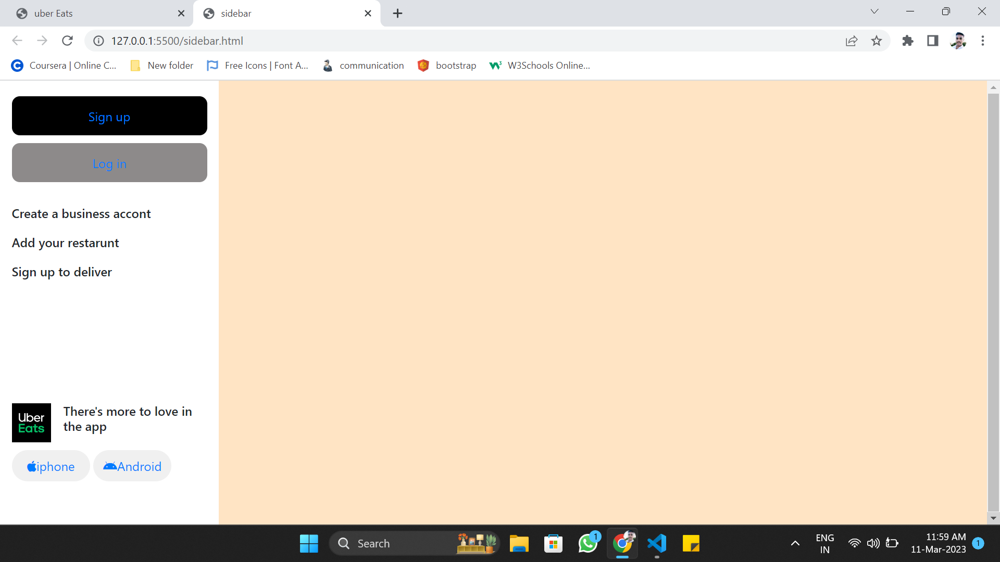 uber Eats
sidebar
127.0.0.1:5500/sidebar.html
Coursera | Online C...
New folder
Free Icons | Font A...
communication
bootstrap
W3Schools Online...
Sign up
Log in
Create a business accont
Add your restarunt
Sign up to deliver
Uber
Eats
There's more to love in
the app
iphone
Android
Search
1
ENG
IN
11:59 AM
11-Mar-2023
1